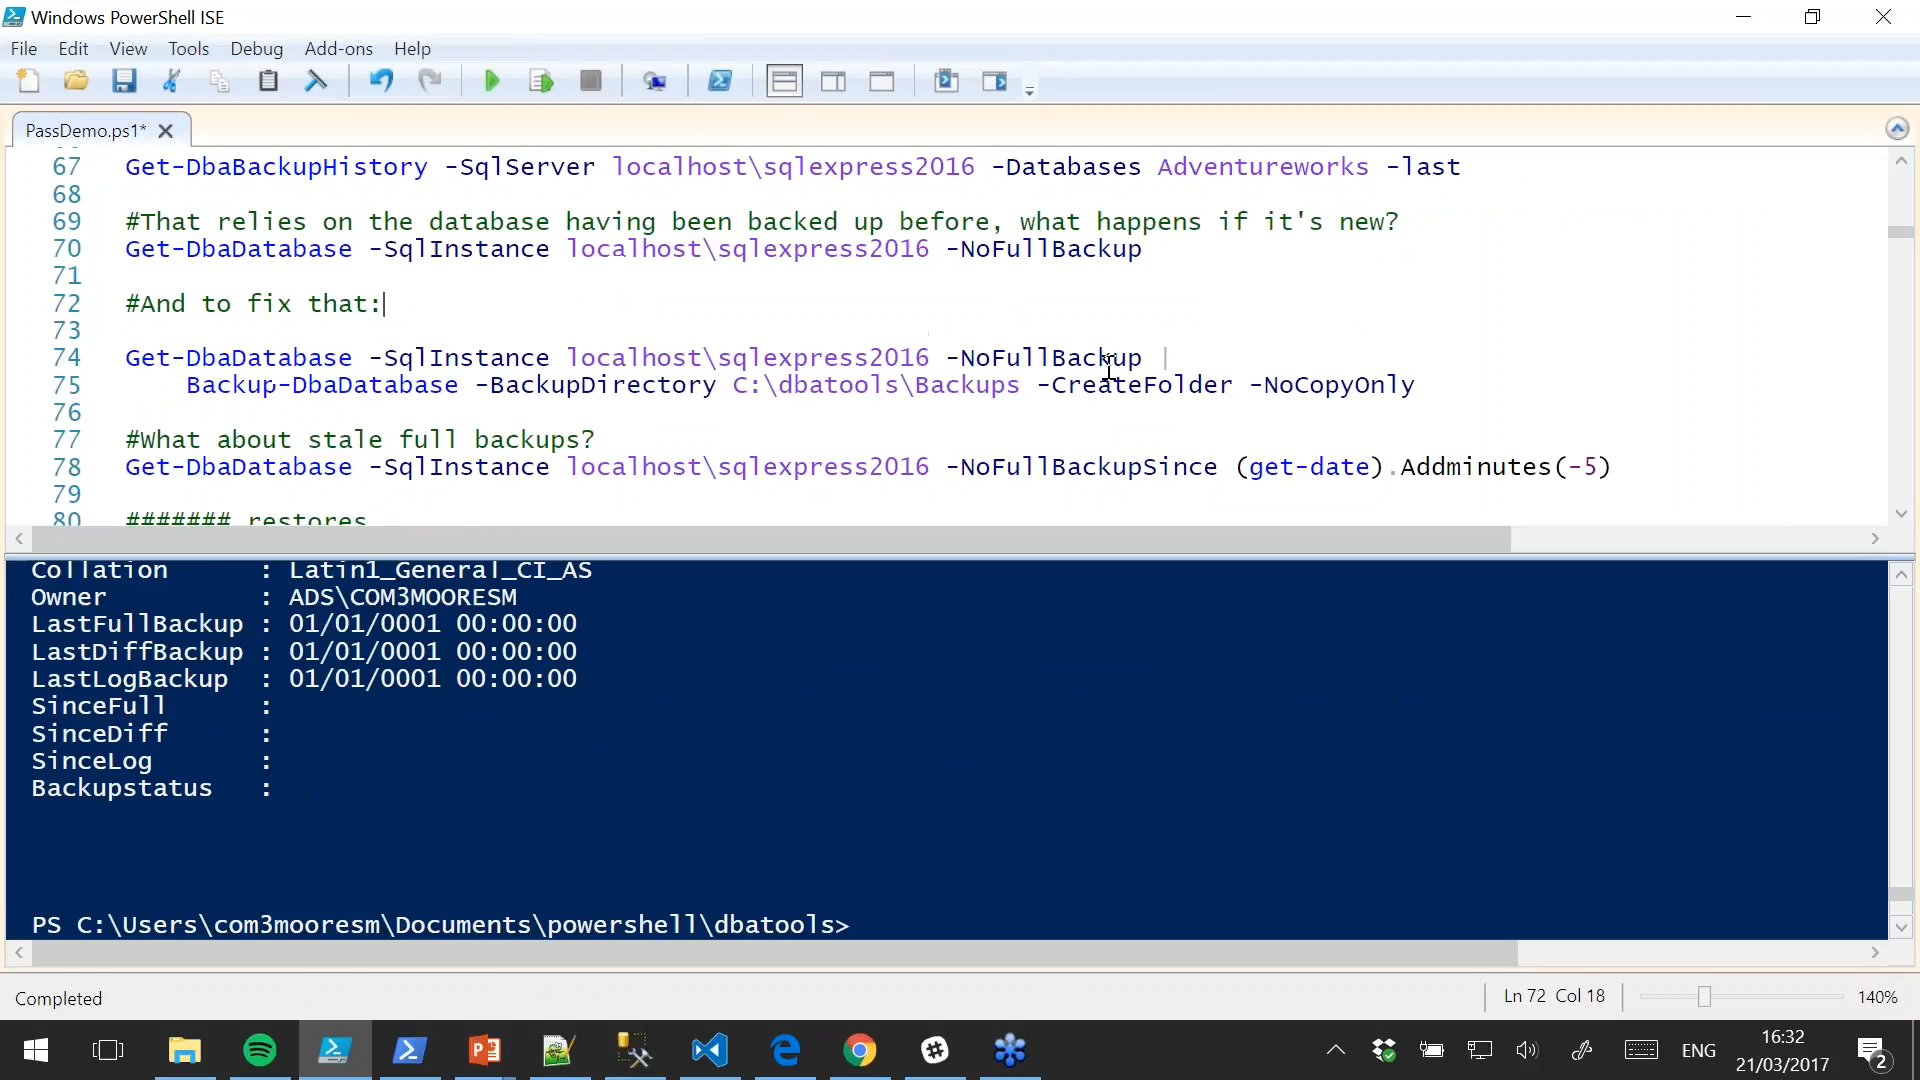 Windows PowerShell ISE
File Edit View Tools Debug Add-ons Help
PassDemo.ps1*
67 Get-DbaBackupHistory -SqlServer localhost\sqlexpress2016 -Databases Adventureworks -last
68
69 #That relies on the database having been backed up before, what happens if it's new?
70 Get-DbaDatabase -SqlInstance localhost\sqlexpress2016 -NoFullBackup
71
72 #And to fix that:
73
74 Get-DbaDatabase -SqlInstance localhost\sqlexpress2016 -NoFullBackup |
75 Backup-DbaDatabase -BackupDirectory C:\dbatools\Backups -CreateFolder -NoCopyOnly
76
77 #What about stale full backups?
78 Get-DbaDatabase -SqlInstance localhost\sqlexpress2016 -NoFullBackupSince (get-date).Addminutes(-5)
79
80 ####### restores
Collation : Latin1_General_CI_AS
Owner : ADS\COM3MOORESM
LastFullBackup : 01/01/0001 00:00:00
LastDiffBackup : 01/01/0001 00:00:00
LastLogBackup : 01/01/0001 00:00:00
SinceFull :
SinceDiff :
SinceLog :
Backupstatus :
PS C:\Users\com3mooresm\Documents\powershell\dbatools>
Completed
Ln 72 Col 18
140%
ENG
16:32
21/03/2017
2